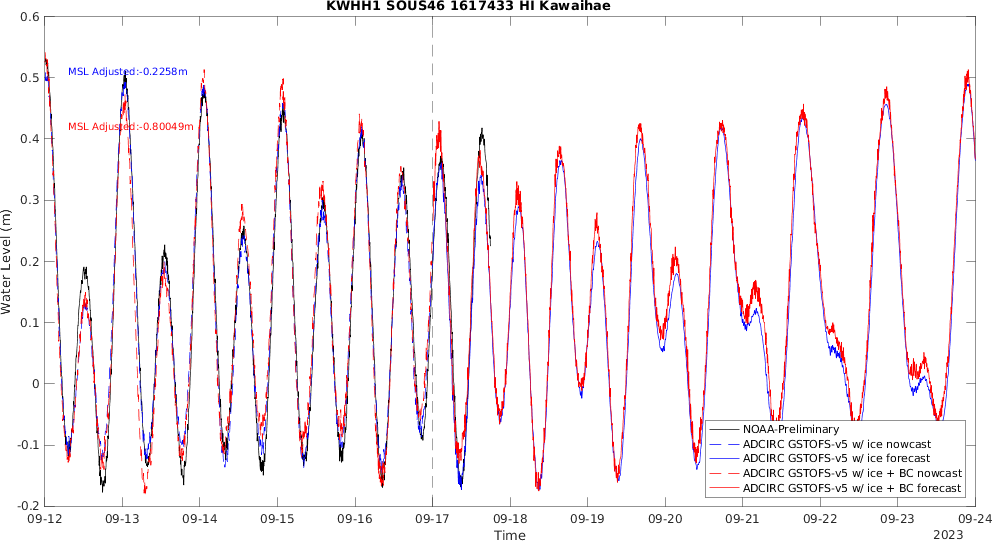 KWHH1 SOUS46 1617433 HI Kawaihae
0.6
0.5
0.4
0.3
0.2
0.1
0
-0.1
-0.2
Water Level (m)
MSL Adjusted:-0.2258m
MSL Adjusted:-0.80049m
NOAA-Preliminary
ADCIRC GSTOFS-v5 w/ ice nowcast
ADCIRC GSTOFS-v5 w/ ice forecast
ADCIRC GSTOFS-v5 w/ ice + BC nowcast
ADCIRC GSTOFS-v5 w/ ice + BC forecast
09-12 09-13 09-14 09-15 09-16 09-17 09-18 09-19 09-20 09-21 09-22 09-23 09-24
Time
2023